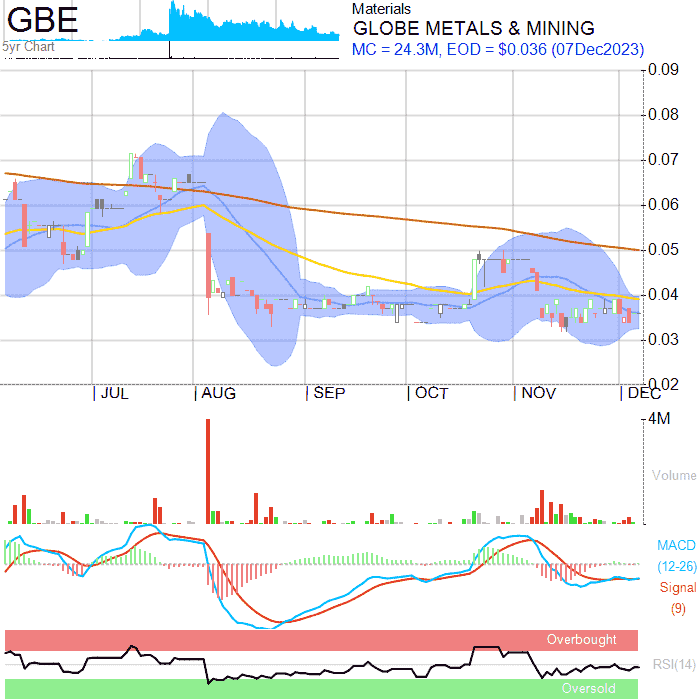 GBE
5yr Chart
Materials
GLOBE METALS & MINING
MC = 24.3M, EOD = $0.036 (07Dec2023)
0.09
0.08
0.07
0.06
0.05
0.04
0.03
0.02
JUL AUG SEP OCT NOV DEC
4M
Volume
MACD
(12-26)
Signal
(9)
Overbought
RSI(14)
Oversold